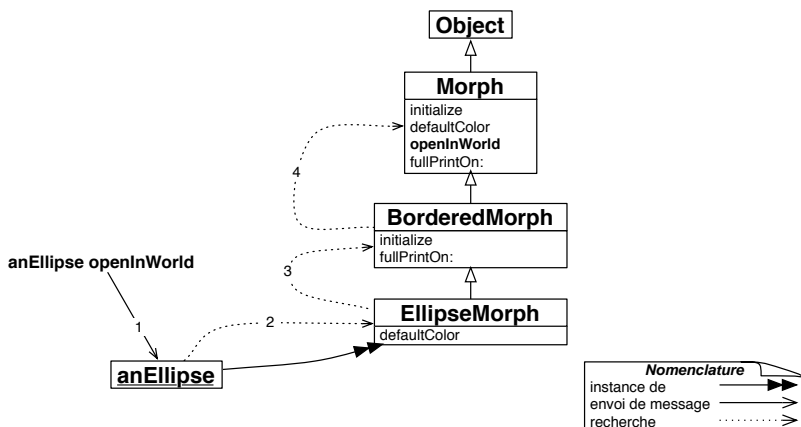 Object
Morph
initialize
defaultColor
openInWorld
fullPrintOn:
4
BorderedMorph
initialize
fullPrintOn:
anEllipse openInWorld
3
EllipseMorph
defaultColor
1
2
anEllipse
Nomenclature
instance de
envoi de message
recherche